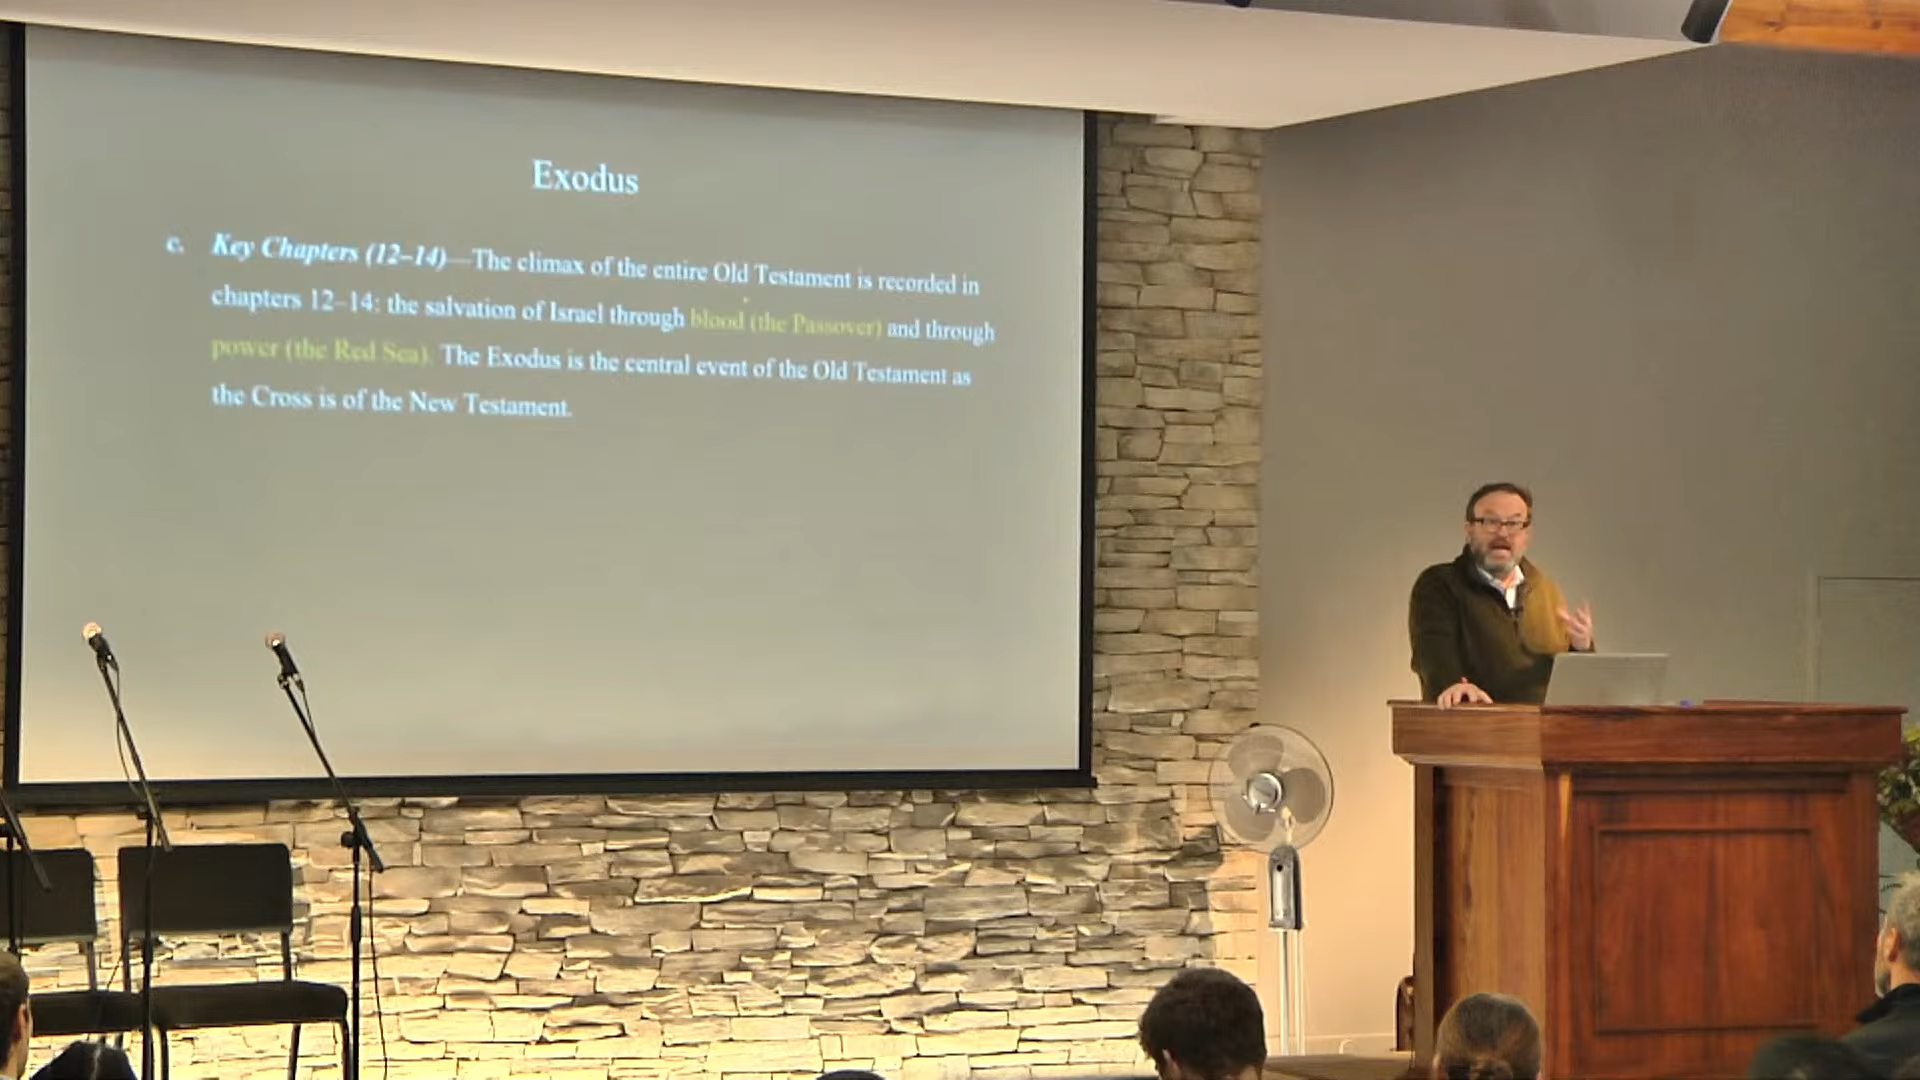 Exodus
c. Key Chapters (12–14)—The climax of the entire Old Testament is recorded in
chapters 12–14: the salvation of Israel through blood (the Passover) and through
power (the Red Sea). The Exodus is the central event of the Old Testament as
the Cross is of the New Testament.